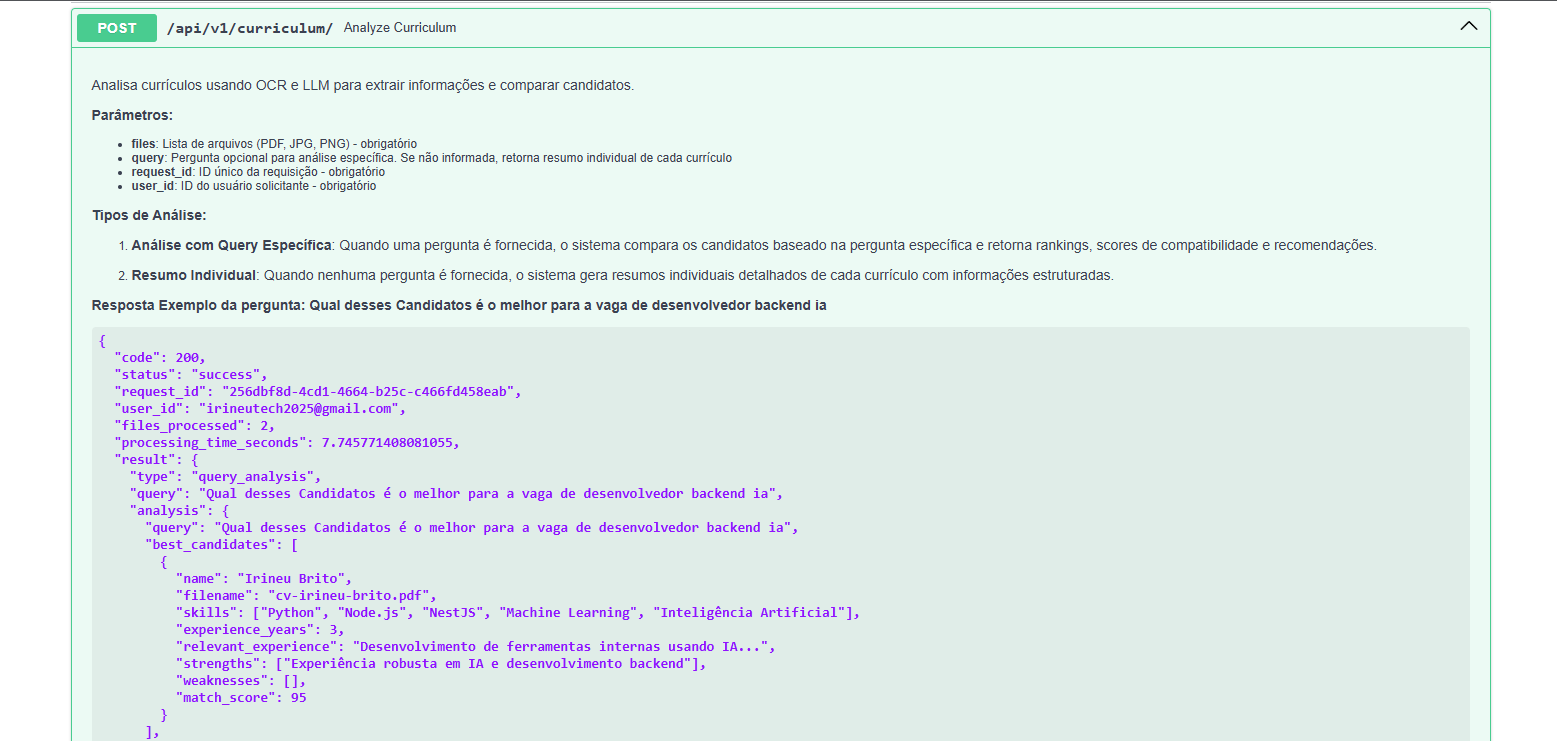 POST /api/v1/curriculum/ Analyze Curriculum
Analisa currículos usando OCR e LLM para extrair informações e comparar candidatos.
Parâmetros:
• files: Lista de arquivos (PDF, JPG, PNG) - obrigatório
• query: Pergunta opcional para análise específica. Se não informada, retorna resumo individual de cada currículo
• request_id: ID único da requisição - obrigatório
• user_id: ID do usuário solicitante - obrigatório
Tipos de Análise:
1. Análise com Query Específica: Quando uma pergunta é fornecida, o sistema compara os candidatos baseado na pergunta específica e retorna rankings, scores de compatibilidade e recomendações.
2. Resumo Individual: Quando nenhuma pergunta é fornecida, o sistema gera resumos individuais detalhados de cada currículo com informações estruturadas.
Resposta Exemplo da pergunta: Qual desses Candidatos é o melhor para a vaga de desenvolvedor backend ia
{
  "code": 200,
  "status": "success",
  "request_id": "256dbf8d-4cd1-4664-b25c-c466fd458eab",
  "user_id": "irineutech2025@gmail.com",
  "files_processed": 2,
  "processing_time_seconds": 7.745771408081055,
  "result": {
    "type": "query_analysis",
    "query": "Qual desses Candidatos é o melhor para a vaga de desenvolvedor backend ia",
    "analysis": {
      "query": "Qual desses Candidatos é o melhor para a vaga de desenvolvedor backend ia",
      "best_candidates": [
        {
          "name": "Irineu Brito",
          "filename": "cv-irineu-brito.pdf",
          "skills": ["Python", "Node.js", "NestJS", "Machine Learning", "Inteligência Artificial"],
          "experience_years": 3,
          "relevant_experience": "Desenvolvimento de ferramentas internas usando IA...",
          "strengths": ["Experiência robusta em IA e desenvolvimento backend"],
          "weaknesses": [],
          "match_score": 95
        }
      ],